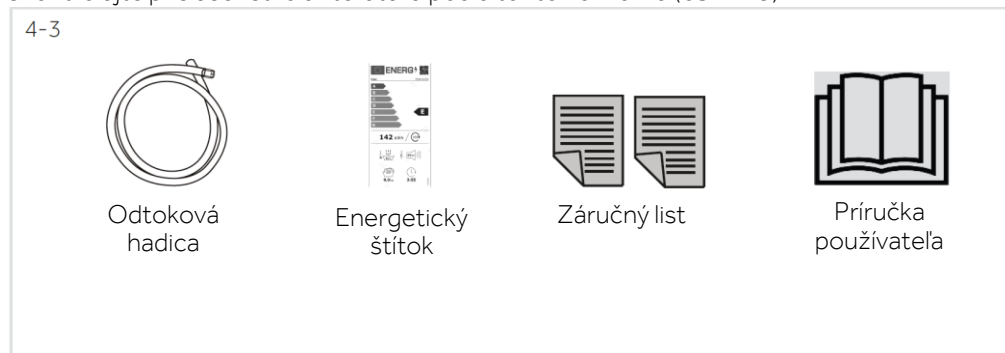 4-3
ENERG
142
Odtoková
hadica
Energetický
štítok
Záručný list
Príručka
používateľa